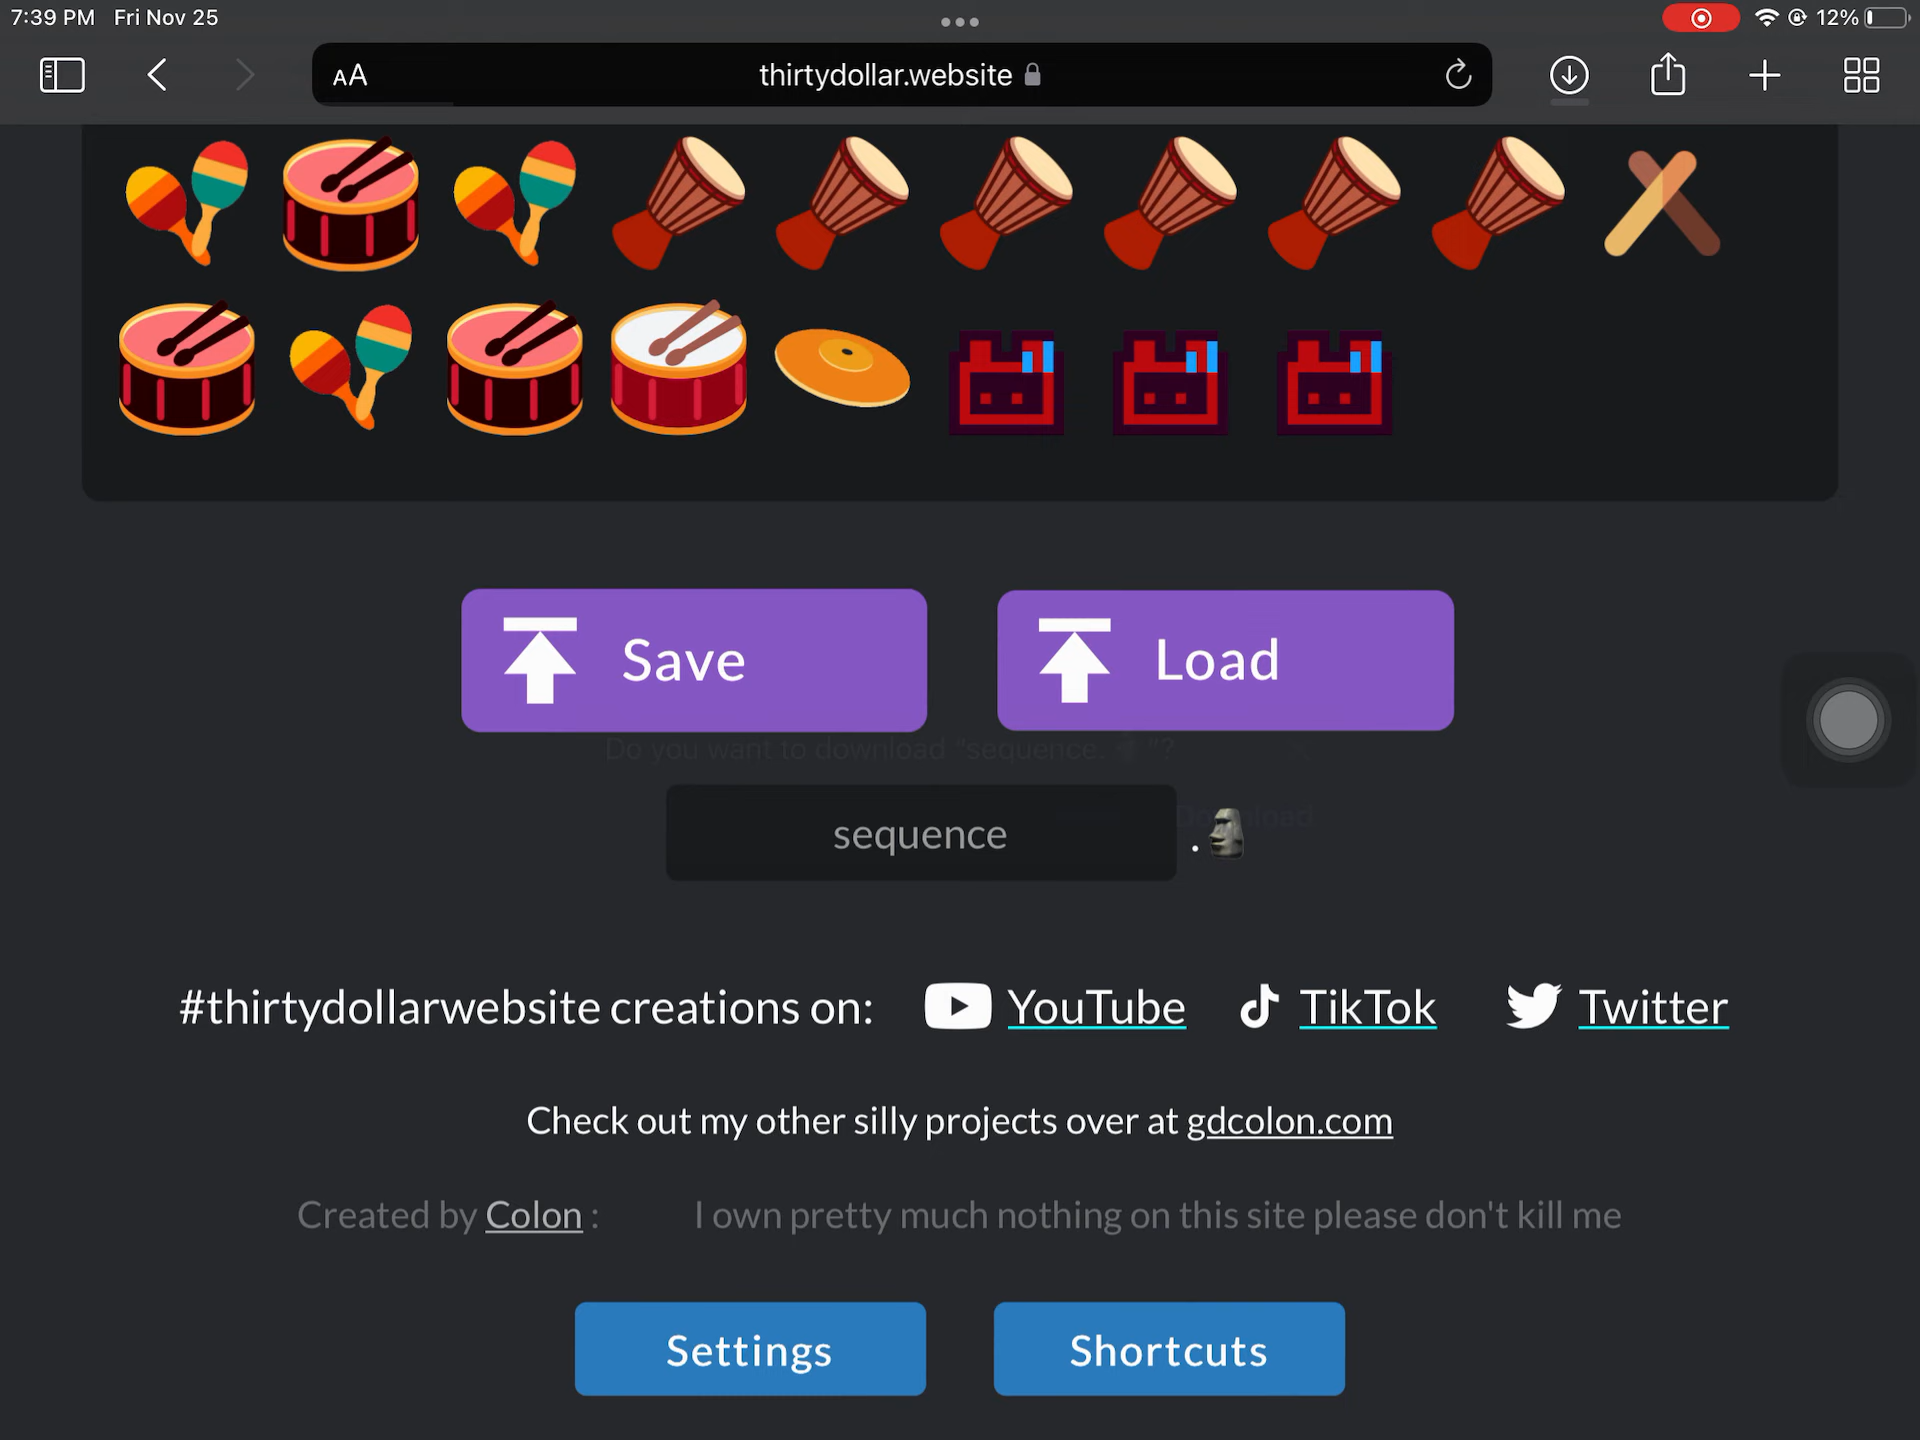 7:39 PM Fri Nov 25
12%
AA
thirtydollar.website
Save
Load
Do you want to download "sequence.🗿"?
Download
sequence
.🗿
#thirtydollarwebsite creations on: YouTube TikTok Twitter
Check out my other silly projects over at gdcolon.com
Created by Colon : I own pretty much nothing on this site please don't kill me
Settings
Shortcuts